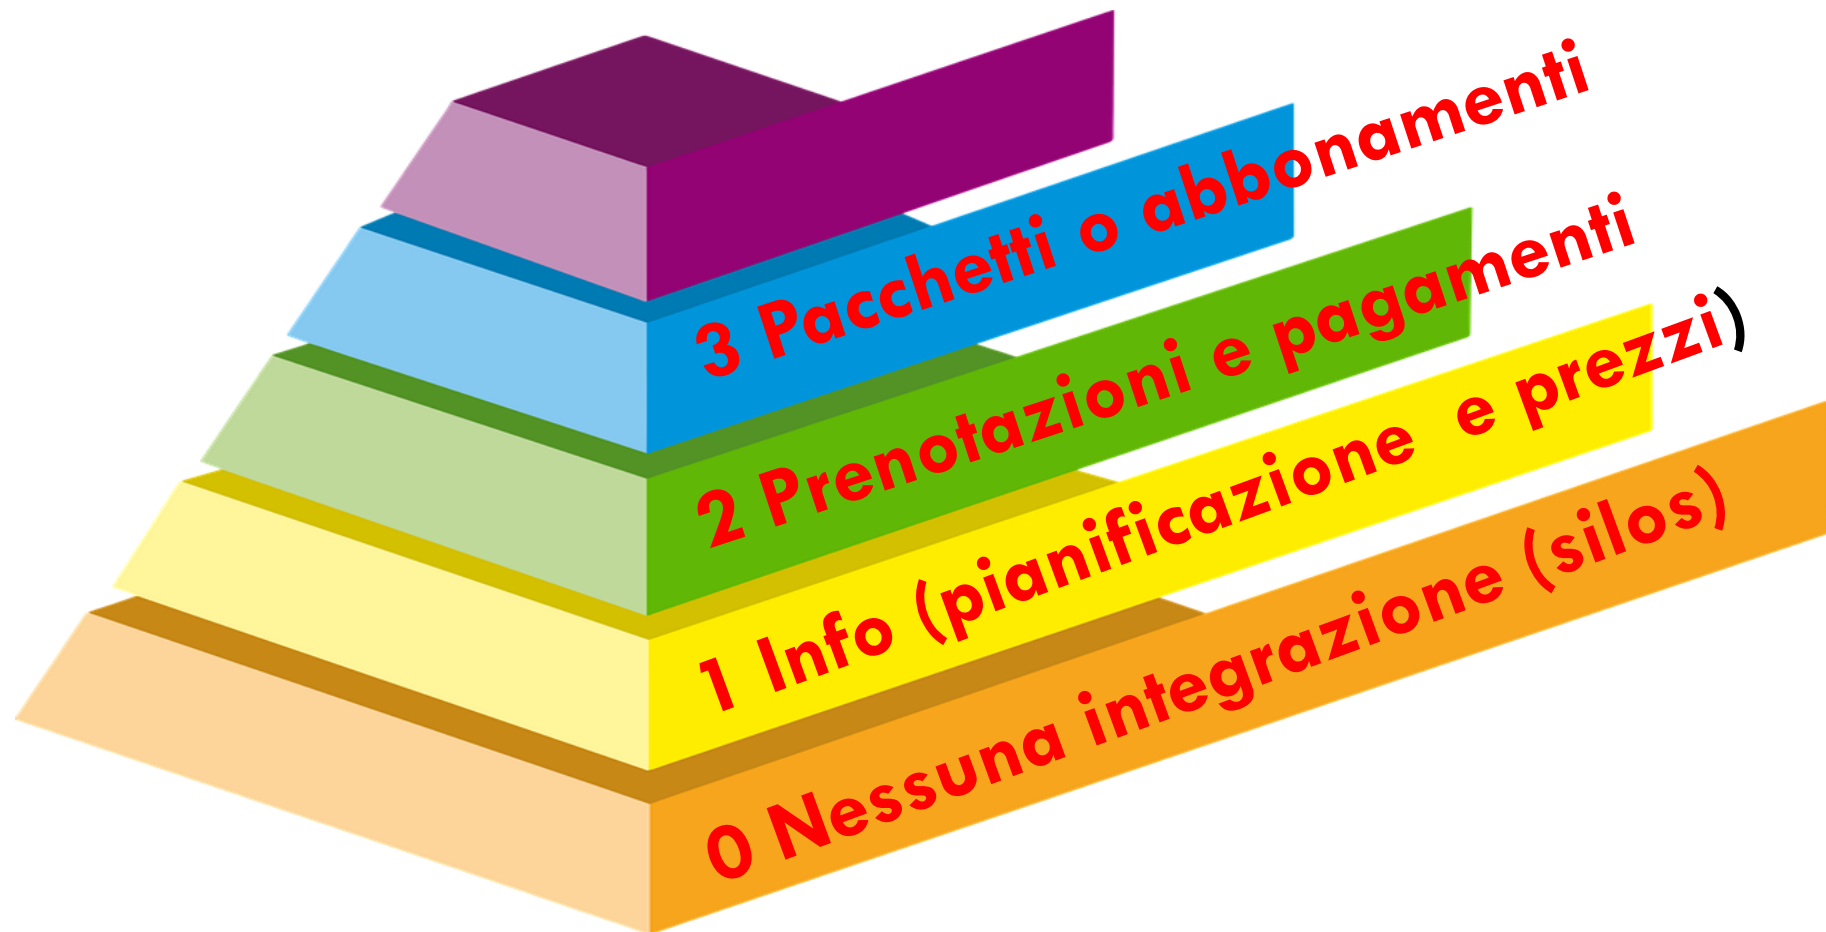 3 Pacchetti o abbonamenti
2 Prenotazioni e pagamenti
1 Info (pianificazione e prezzi)
0 Nessuna integrazione (silos)